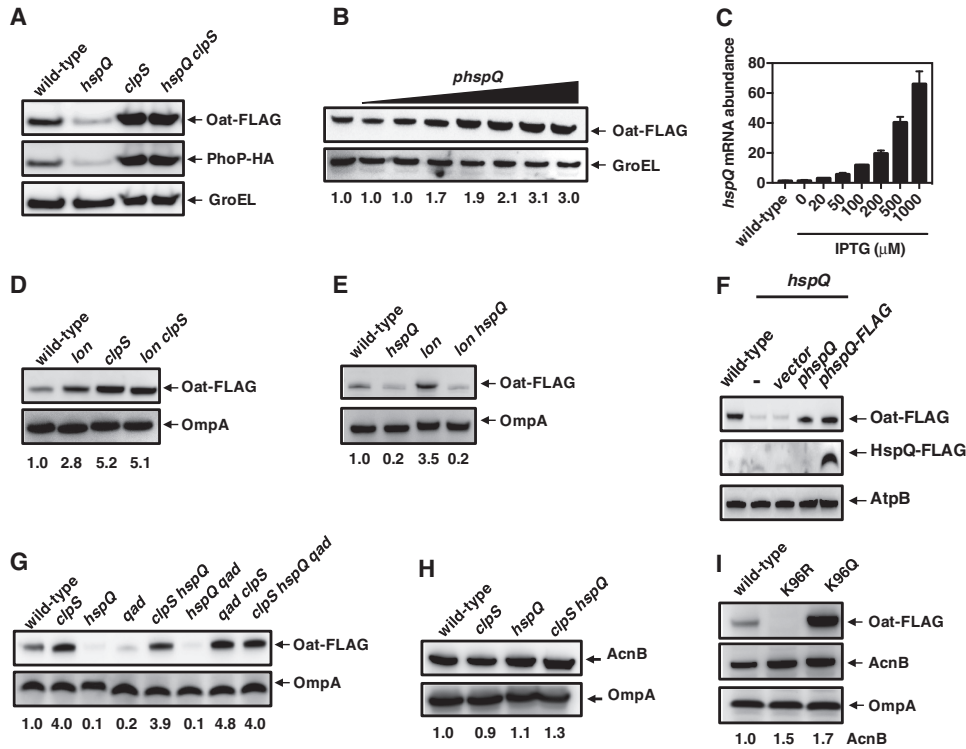 A
wild-type
hspQ
clpS
hspQ clpS
Oat-FLAG
PhoP-HA
GroEL
B
phspQ
Oat-FLAG
GroEL
1.0 1.0 1.0 1.7 1.9 2.1 3.1 3.0
C
hspQ mRNA abundance
80
60
40
20
0
wild-type
0
20
50
100
200
500
1000
IPTG (μM)
D
wild-type
lon
clpS
lon clpS
Oat-FLAG
OmpA
1.0 2.8 5.2 5.1
E
wild-type
hspQ
lon
lon hspQ
Oat-FLAG
OmpA
1.0 0.2 3.5 0.2
F
hspQ
wild-type
-
vector
phspQ
phspQ-FLAG
Oat-FLAG
HspQ-FLAG
AtpB
G
wild-type
clpS
hspQ
qad
clpS hspQ
hspQ qad
qad clpS
clpS hspQ qad
Oat-FLAG
OmpA
1.0 4.0 0.1 0.2 3.9 0.1 4.8 4.0
H
wild-type
clpS
hspQ
clpS hspQ
AcnB
OmpA
1.0 0.9 1.1 1.3
I
wild-type
K96R
K96Q
Oat-FLAG
AcnB
OmpA
1.0 1.5 1.7 AcnB